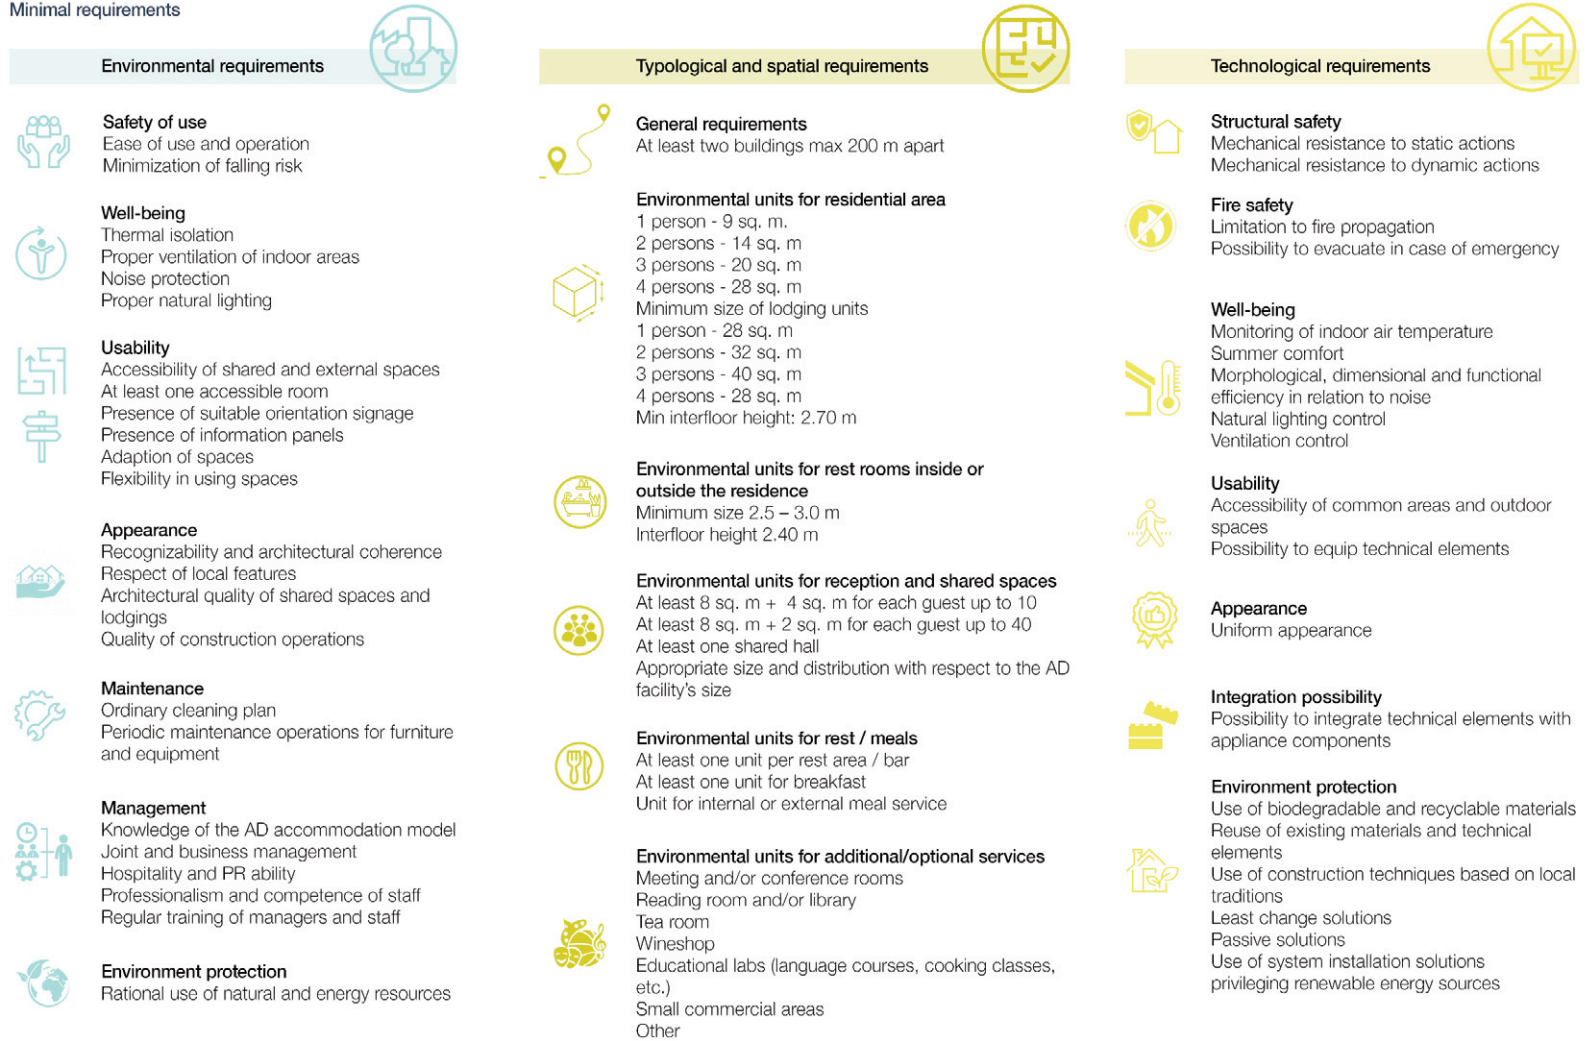 Minimal requirements
Environmental requirements
Safety of use
Ease of use and operation
Minimization of falling risk
Well-being
Thermal isolation
Proper ventilation of indoor areas
Noise protection
Proper natural lighting
Usability
Accessibility of shared and external spaces
At least one accessible room
Presence of suitable orientation signage
Presence of information panels
Adaption of spaces
Flexibility in using spaces
Appearance
Recognizability and architectural coherence
Respect of local features
Architectural quality of shared spaces and
lodgings
Quality of construction operations
Maintenance
Ordinary cleaning plan
Periodic maintenance operations for furniture
and equipment
Management
Knowledge of the AD accommodation model
Joint and business management
Hospitality and PR ability
Professionalism and competence of staff
Regular training of managers and staff
Environment protection
Rational use of natural and energy resources
Typological and spatial requirements
General requirements
At least two buildings max 200 m apart
Environmental units for residential area
1 person - 9 sq. m.
2 persons - 14 sq. m
3 persons - 20 sq. m
4 persons - 28 sq. m
Minimum size of lodging units
1 person - 28 sq. m
2 persons - 32 sq. m
3 persons - 40 sq. m
4 persons - 28 sq. m
Min interfloor height: 2.70 m
Environmental units for rest rooms inside or
outside the residence
Minimum size 2.5 – 3.0 m
Interfloor height 2.40 m
Environmental units for reception and shared spaces
At least 8 sq. m + 4 sq. m for each guest up to 10
At least 8 sq. m + 2 sq. m for each guest up to 40
At least one shared hall
Appropriate size and distribution with respect to the AD
facility's size
Environmental units for rest / meals
At least one unit per rest area / bar
At least one unit for breakfast
Unit for internal or external meal service
Environmental units for additional/optional services
Meeting and/or conference rooms
Reading room and/or library
Tea room
Wineshop
Educational labs (language courses, cooking classes,
etc.)
Small commercial areas
Other
Technological requirements
Structural safety
Mechanical resistance to static actions
Mechanical resistance to dynamic actions
Fire safety
Limitation to fire propagation
Possibility to evacuate in case of emergency
Well-being
Monitoring of indoor air temperature
Summer comfort
Morphological, dimensional and functional
efficiency in relation to noise
Natural lighting control
Ventilation control
Usability
Accessibility of common areas and outdoor
spaces
Possibility to equip technical elements
Appearance
Uniform appearance
Integration possibility
Possibility to integrate technical elements with
appliance components
Environment protection
Use of biodegradable and recyclable materials
Reuse of existing materials and technical
elements
Use of construction techniques based on local
traditions
Least change solutions
Passive solutions
Use of system installation solutions
privileging renewable energy sources